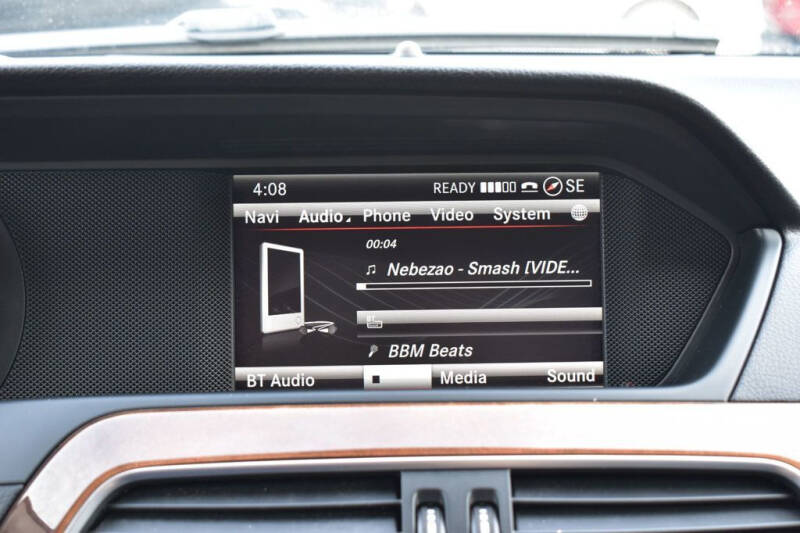 4:08 READY SE
Navi Audio Phone Video System
00:04
Nebezao - Smash [VIDE...
BT
BBM Beats
BT Audio Media Sound